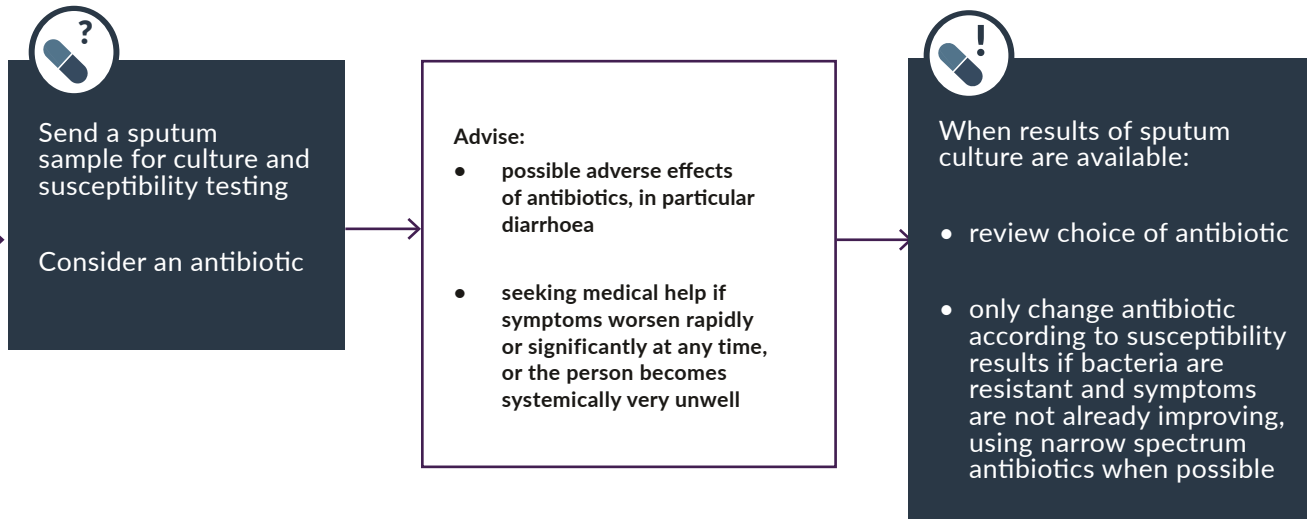 ?
Send a sputum
sample for culture and
susceptibility testing
Consider an antibiotic
Advise:
● possible adverse effects
of antibiotics, in particular
diarrhoea
● seeking medical help if
symptoms worsen rapidly
or significantly at any time,
or the person becomes
systemically very unwell
!
When results of sputum
culture are available:
● review choice of antibiotic
● only change antibiotic
according to susceptibility
results if bacteria are
resistant and symptoms
are not already improving,
using narrow spectrum
antibiotics when possible